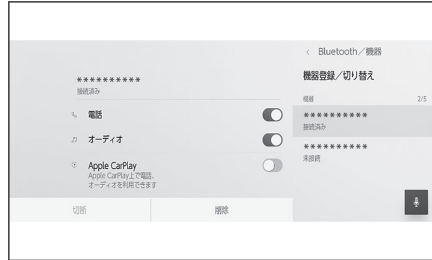 **********
接続済み
電話
オーディオ
Apple CarPlay
Apple CarPlay上で電話、
オーディオを利用できます
切断
削除
< Bluetooth／機器
機器登録／切り替え
機器 2/5
**********
接続済み
**********
未接続